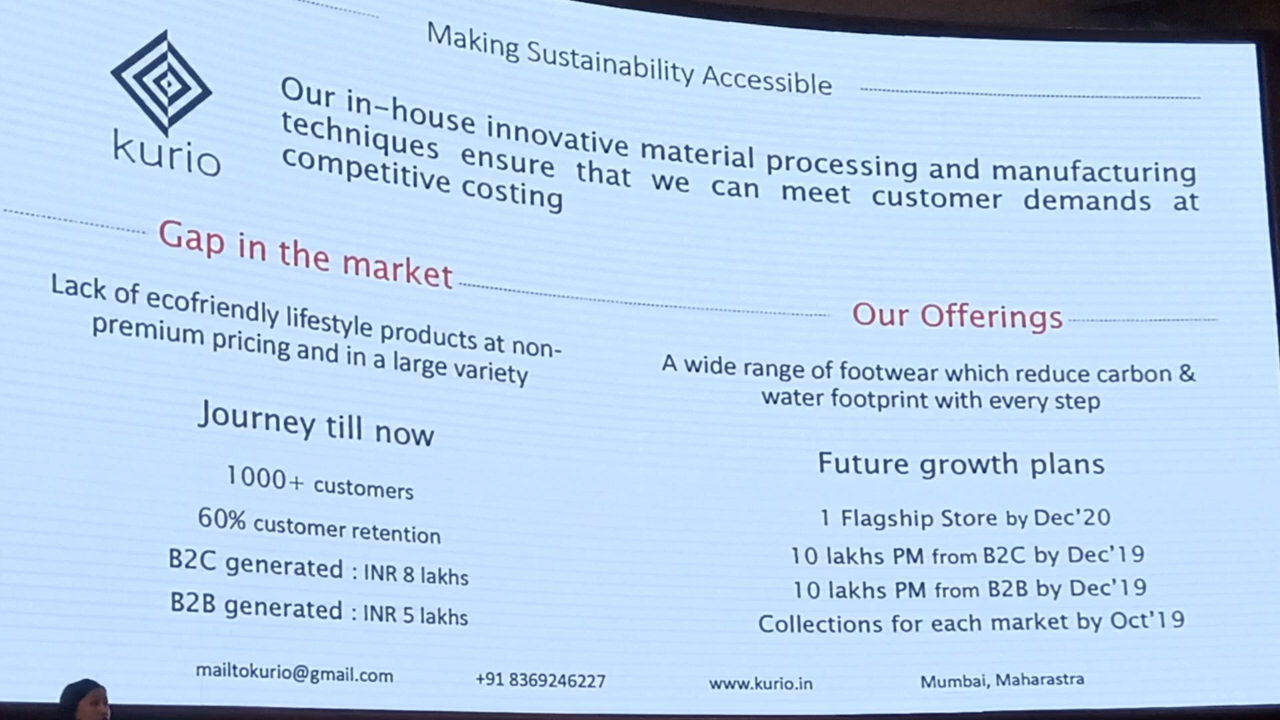 Making Sustainability Accessible
kurio
Our in-house innovative material processing and manufacturing
techniques ensure that we can meet customer demands at
competitive costing
Gap in the market
Lack of ecofriendly lifestyle products at non-
premium pricing and in a large variety
Journey till now
1000+ customers
60% customer retention
B2C generated : INR 8 lakhs
B2B generated : INR 5 lakhs
Our Offerings
A wide range of footwear which reduce carbon &
water footprint with every step
Future growth plans
1 Flagship Store by Dec'20
10 lakhs PM from B2C by Dec'19
10 lakhs PM from B2B by Dec'19
Collections for each market by Oct'19
mailtokurio@gmail.com +91 8369246227 www.kurio.in Mumbai, Maharastra